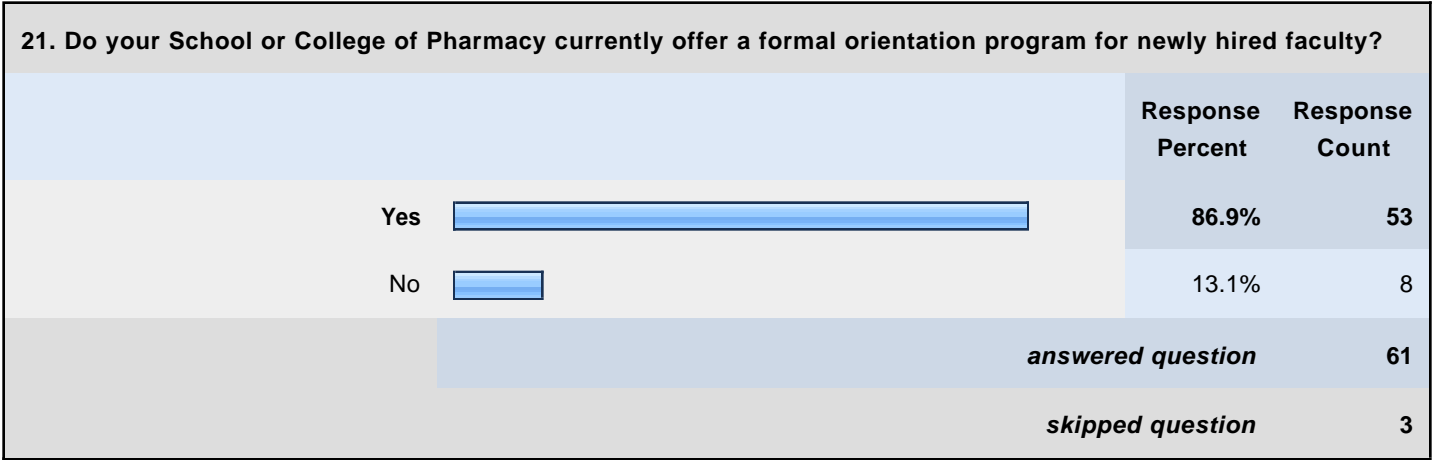 21. Do your School or College of Pharmacy currently offer a formal orientation program for newly hired faculty?
Response Percent
Response Count
Yes 86.9% 53
No 13.1% 8
answered question 61
skipped question 3